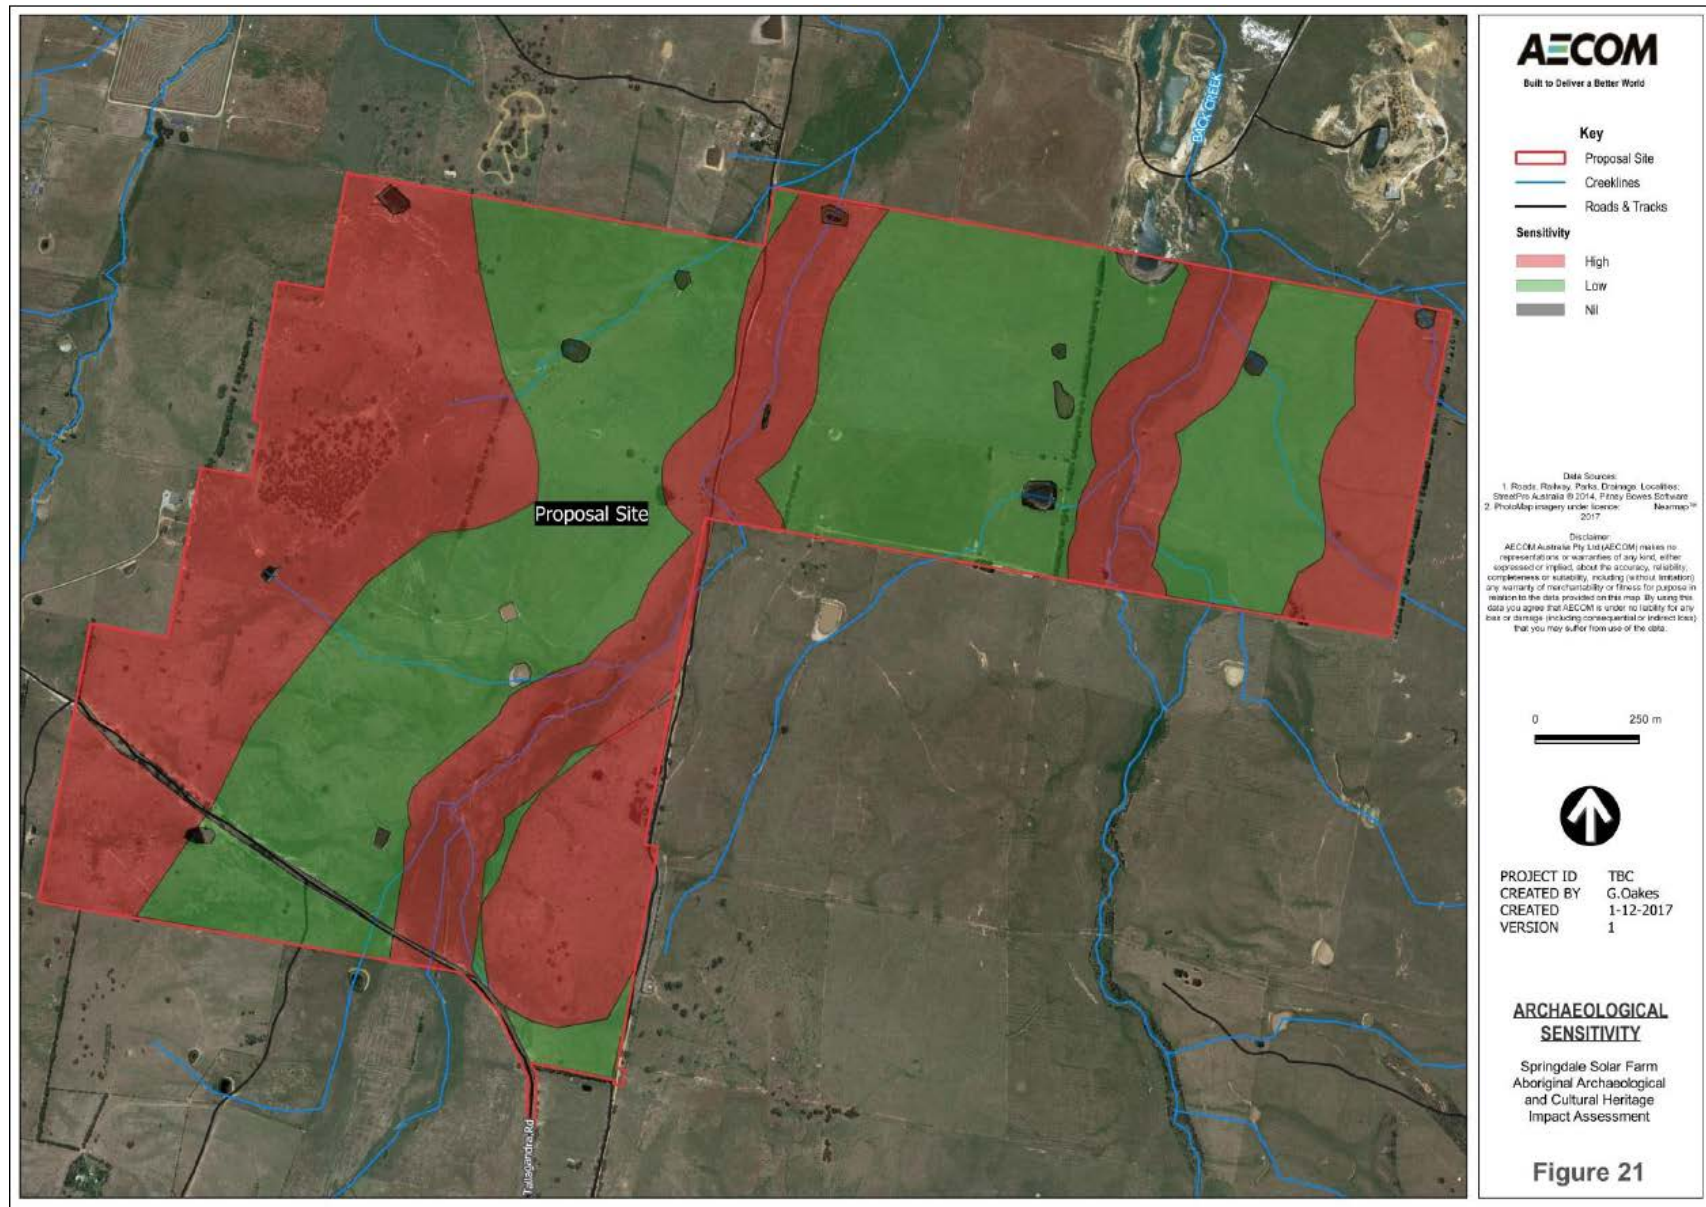 BACK CREEK
Proposal Site
Tallagandra Rd
AECOM
Built to Deliver a Better World
Key
Proposal Site
Creeklines
Roads & Tracks
Sensitivity
High
Low
Nil
Data Sources:
1. Roads, Railway, Parks, Drainage, Localities:
StreetPro Australia © 2014, Pitney Bowes Software
2. PhotoMap imagery under licence: Nearmap™
2017
Disclaimer
AECOM Australia Pty Ltd (AECOM) makes no
representations or warranties of any kind, either
expressed or implied, about the accuracy, reliability,
completeness or suitability, including (without limitation)
any warranty of merchantability or fitness for purpose in
relation to the data provided on this map. By using this
data you agree that AECOM is under no liability for any
loss or damage (including consequential or indirect loss)
that you may suffer from use of the data.
0 250 m
PROJECT ID TBC
CREATED BY G.Oakes
CREATED 1-12-2017
VERSION 1
ARCHAEOLOGICAL
SENSITIVITY
Springdale Solar Farm
Aboriginal Archaeological
and Cultural Heritage
Impact Assessment
Figure 21